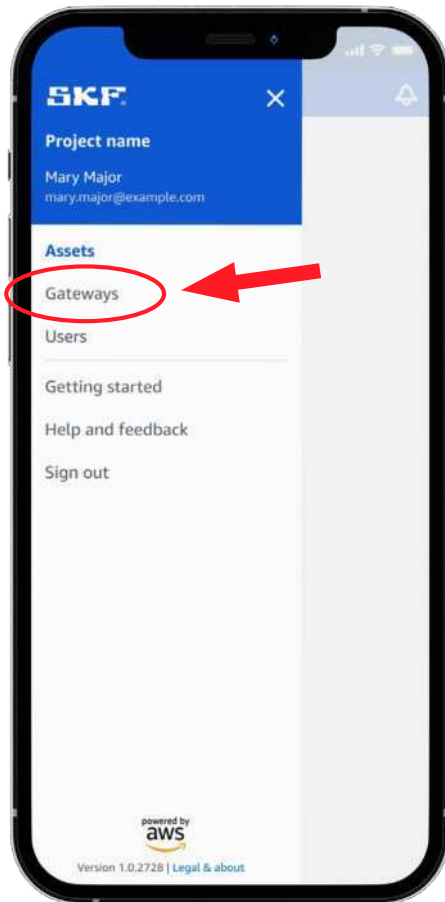 SKF
Project name
Mary Major
mary.major@example.com
Assets
Gateways
Users
Getting started
Help and feedback
Sign out
powered by
aws
Version 1.0.2728 | Legal & about